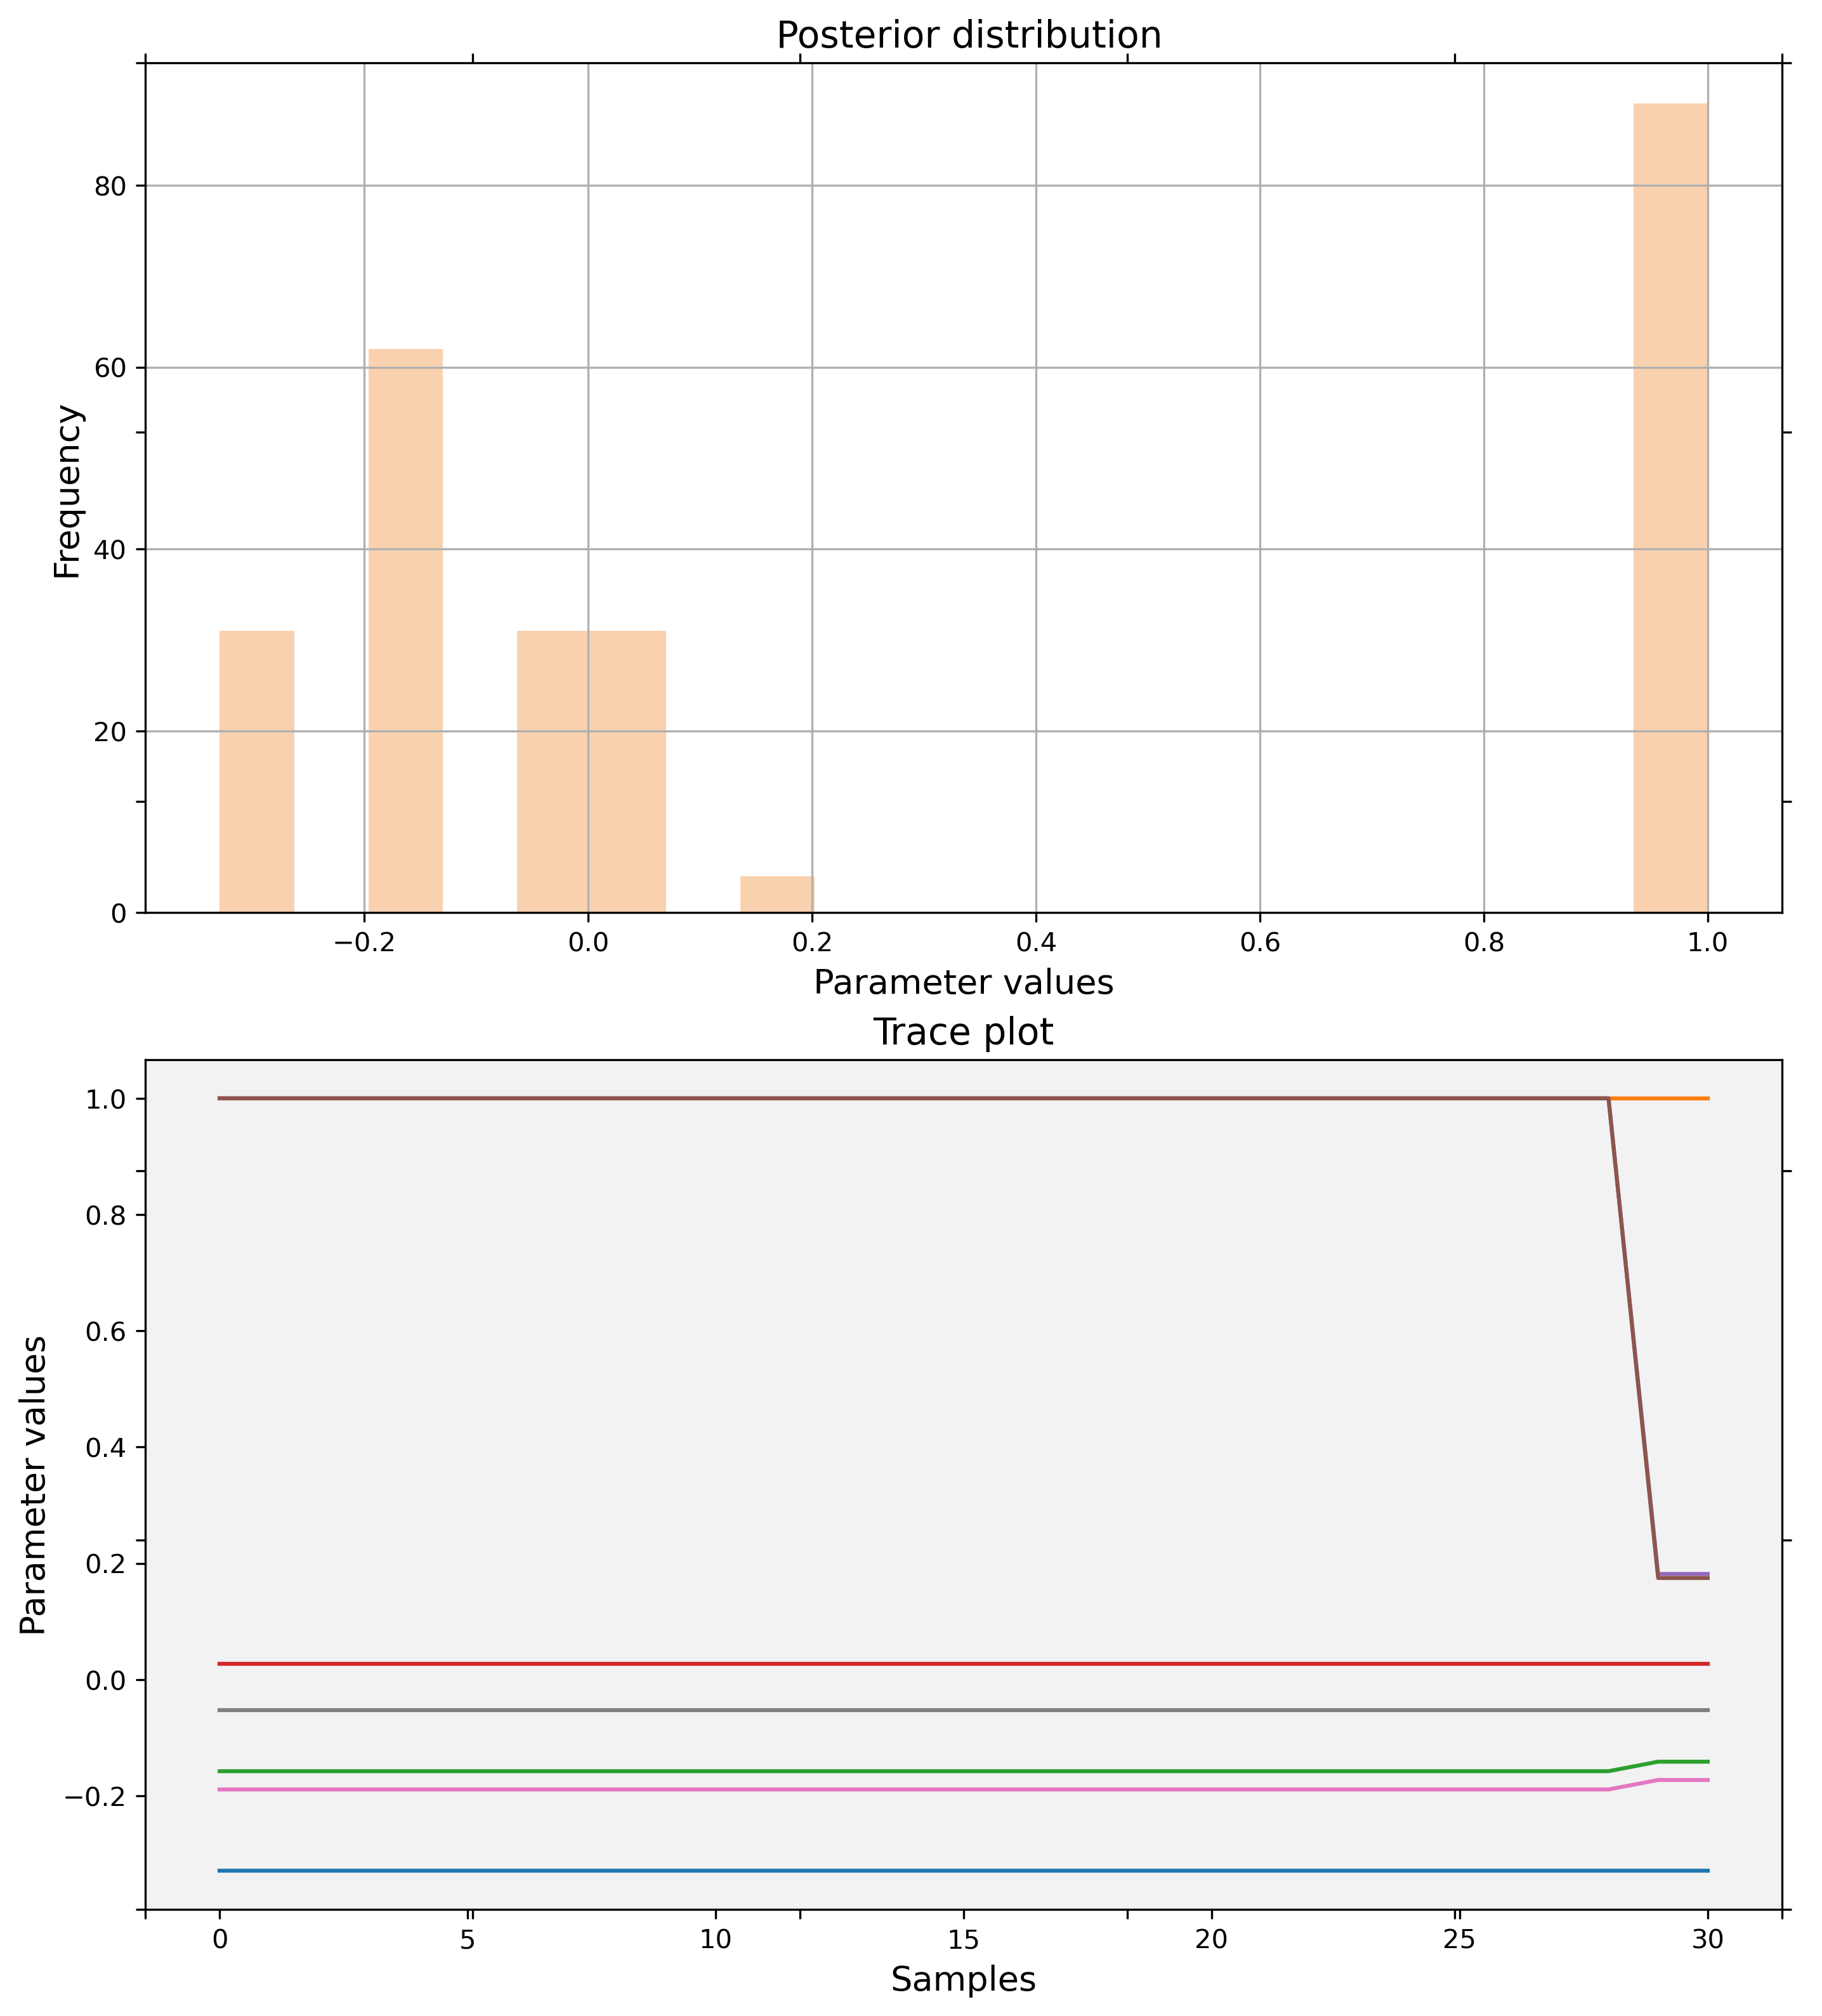 Posterior distribution
80
60
40
20
0
Frequency
−0.2 0.0 0.2 0.4 0.6 0.8 1.0
Parameter values
Trace plot
1.0
0.8
0.6
0.4
0.2
0.0
−0.2
Parameter values
0 5 10 15 20 25 30
Samples